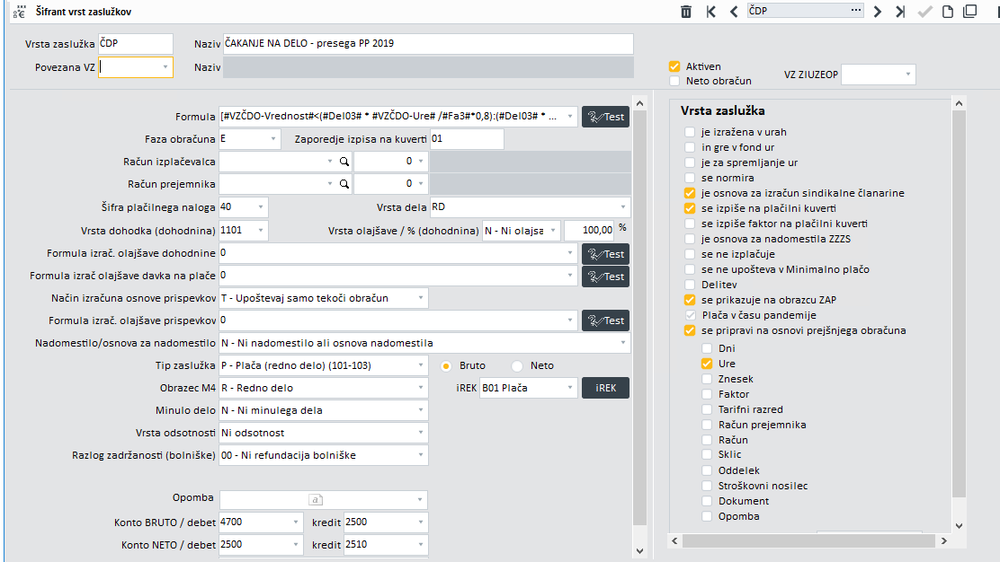 Šifrant vrst zaslužkov
ČDP ...
Vrsta zaslužka ČDP Naziv ČAKANJE NA DELO - presega PP 2019
Povezana VZ Naziv
Aktiven
Neto obračun
VZ ZIUZEOP
Formula [#VZČDO-Vrednost#<(#Del03# * #VZČDO-Ure# /#Fa3#*0,8):(#Del03# * ... Test
Faza obračuna E Zaporedje izpisa na kuverti 01
Račun izplačevalca 0
Račun prejemnika 0
Šifra plačilnega naloga 40 Vrsta dela RD
Vrsta dohodka (dohodnina) 1101 Vrsta olajšave / % (dohodnina) N - Ni olajsa 100,00 %
Formula izrač. olajšave dohodnine 0 Test
Formula izrač olajšave davka na plače 0 Test
Način izračuna osnove prispevkov T - Upoštevaj samo tekoči obračun
Formula izrač. olajšave prispevkov 0 Test
Nadomestilo/osnova za nadomestilo N - Ni nadomestilo ali osnova nadomestila
Tip zaslužka P - Plača (redno delo) (101-103) Bruto Neto
Obrazec M4 R - Redno delo iREK B01 Plača iREK
Minulo delo N - Ni minulega dela
Vrsta odsotnosti Ni odsotnost
Razlog zadržanosti (bolniške) 00 - Ni refundacija bolniške
Opomba a
Konto BRUTO / debet 4700 kredit 2500
Konto NETO / debet 2500 kredit 2510
Vrsta zaslužka
je izražena v urah
in gre v fond ur
je za spremljanje ur
se normira
je osnova za izračun sindikalne članarine
se izpiše na plačilni kuverti
se izpiše faktor na plačilni kuverti
je osnova za nadomestila ZZZS
se ne izplačuje
se ne upošteva v Minimalno plačo
Delitev
se prikazuje na obrazcu ZAP
Plača v času pandemije
se pripravi na osnovi prejšnjega obračuna
Dni
Ure
Znesek
Faktor
Tarifni razred
Račun prejemnika
Račun
Sklic
Oddelek
Stroškovni nosilec
Dokument
Opomba